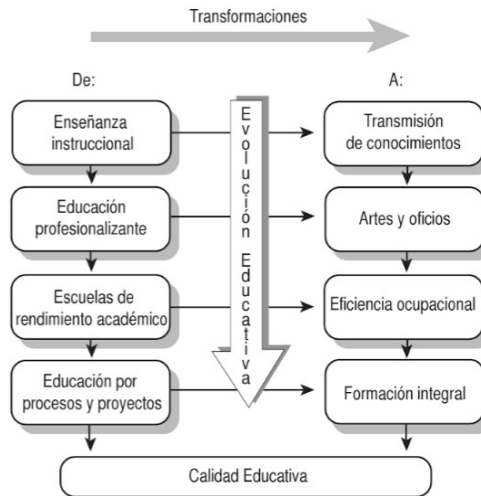 Transformaciones
De:
A:
Enseñanza
instruccional
Transmisión
de conocimientos
Educación
profesionalizante
Artes y oficios
Escuelas de
rendimiento académico
Eficiencia ocupacional
Educación por
procesos y proyectos
Formación integral
Evolución Educativa
Calidad Educativa